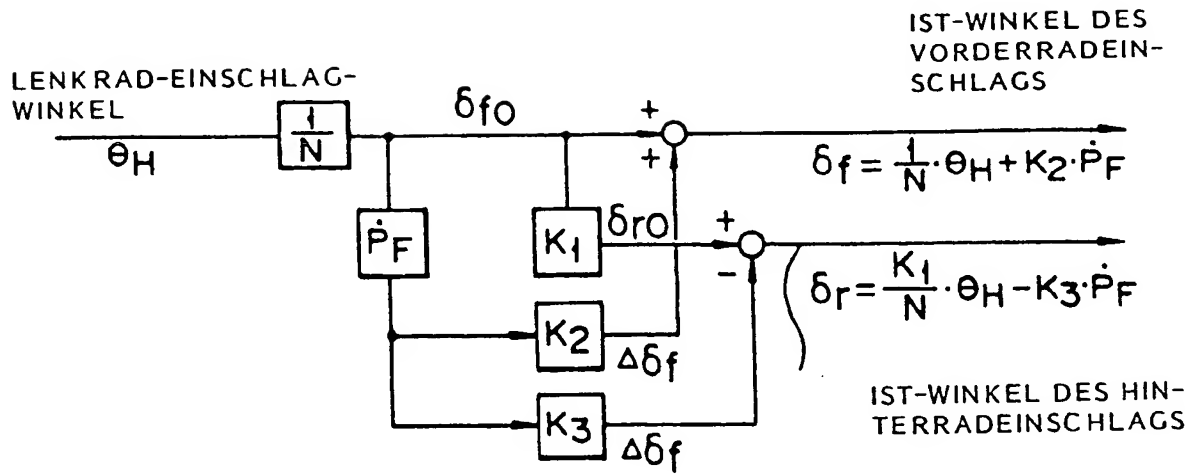 IST-WINKEL DES
VORDERRADEIN-
SCHLAGS
LENKRAD-EINSCHLAG-
WINKEL
θH
1/N
δf0
+
+
δf = 1/N · θH + K2 · ṖF
ṖF
K1
δr0
+
-
δr = K1/N · θH - K3 · ṖF
K2
Δδf
K3
Δδf
IST-WINKEL DES HIN-
TERRADEINSCHLAGS